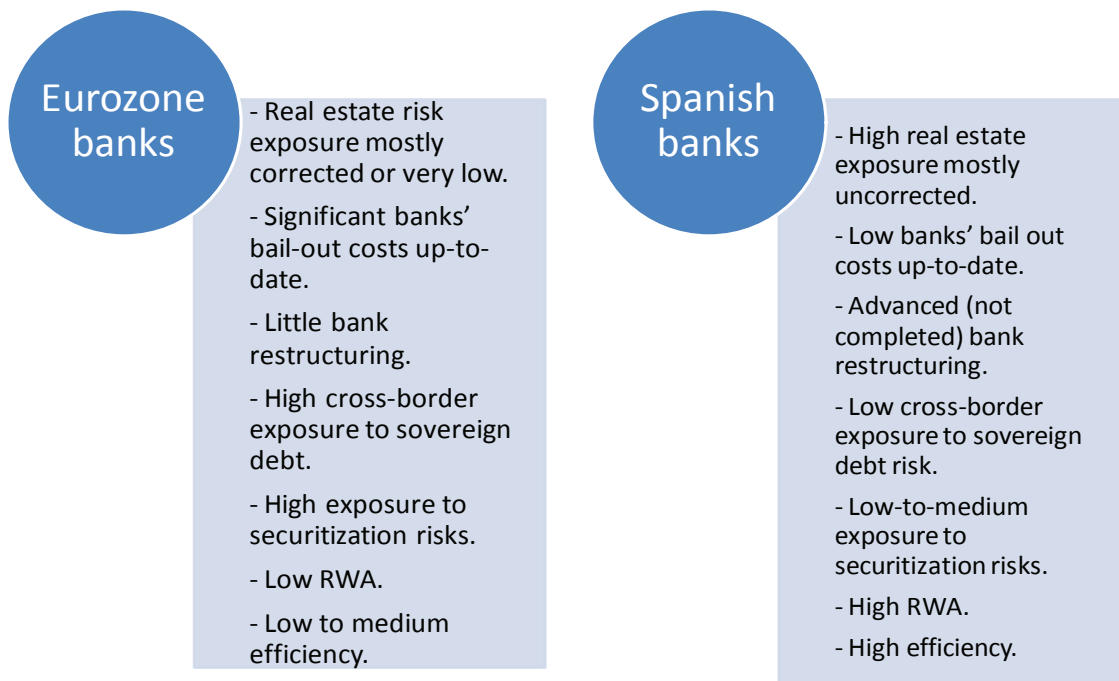 Eurozone
banks
- Real estate risk
exposure mostly
corrected or very low.
- Significant banks’
bail-out costs up-to-
date.
- Little bank
restructuring.
- High cross-border
exposure to sovereign
debt.
- High exposure to
securitization risks.
- Low RWA.
- Low to medium
efficiency.
Spanish
banks
- High real estate
exposure mostly
uncorrected.
- Low banks’ bail out
costs up-to-date.
- Advanced (not
completed) bank
restructuring.
- Low cross-border
exposure to sovereign
debt risk.
- Low-to-medium
exposure to
securitization risks.
- High RWA.
- High efficiency.